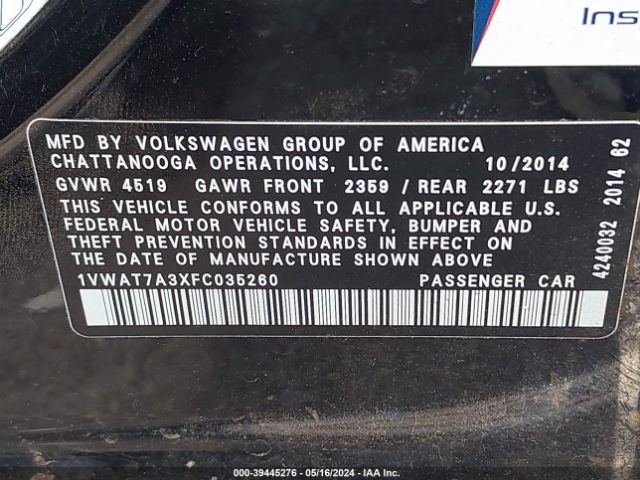 Ins
MFD BY VOLKSWAGEN GROUP OF AMERICA
CHATTANOOGA OPERATIONS, LLC. 10/2014
GVWR 4519 GAWR FRONT 2359 / REAR 2271 LBS
THIS VEHICLE CONFORMS TO ALL APPLICABLE U.S.
FEDERAL MOTOR VEHICLE SAFETY, BUMPER AND
THEFT PREVENTION STANDARDS IN EFFECT ON
THE DATE OF MANUFACTURE SHOWN ABOVE
1VWAT7A3XFC035260 PASSENGER CAR
4240032 2014 62
000-39445276 - 05/16/2024 - IAA Inc.